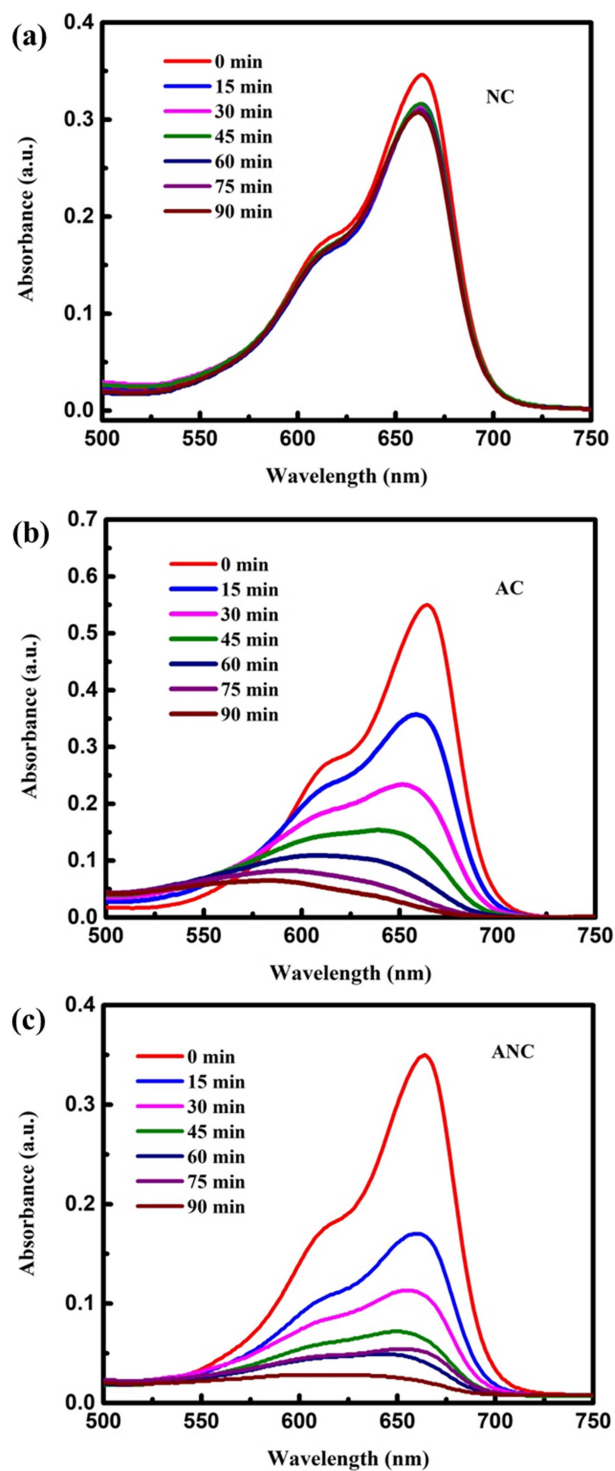 (a)
NC
0 min
15 min
30 min
45 min
60 min
75 min
90 min
0.4
0.3
0.2
0.1
0.0
Absorbance (a.u.)
500 550 600 650 700 750
Wavelength (nm)
(b)
AC
0 min
15 min
30 min
45 min
60 min
75 min
90 min
0.7
0.6
0.5
0.4
0.3
0.2
0.1
0.0
Absorbance (a.u.)
500 550 600 650 700 750
Wavelength (nm)
(c)
ANC
0 min
15 min
30 min
45 min
60 min
75 min
90 min
0.4
0.3
0.2
0.1
0.0
Absorbance (a.u.)
500 550 600 650 700 750
Wavelength (nm)